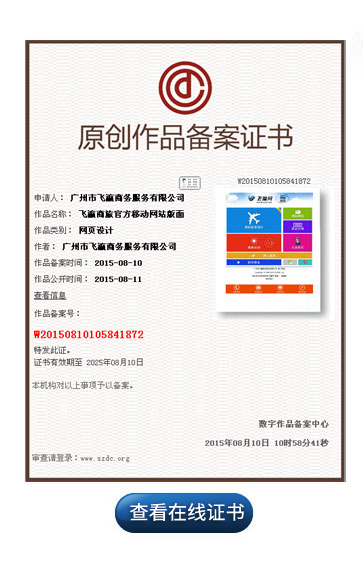 原创作品备案证书
W20150810105841872
申请人： 广州市飞瀛商务服务有限公司
作品名称： 飞瀛商旅官方移动网站版面
作品类别： 网页设计
作者： 广州市飞瀛商务服务有限公司
作品备案时间： 2015-08-10
作品公开时间： 2015-08-11
查看信息
作品备案号：
W20150810105841872
特发此证。
证书有效期至 2025年08月10日
本机构对以上事项予以备案。
数字作品备案中心
2015年08月10日 10时58分41秒
审查请登录：www.szdc.org
查看在线证书